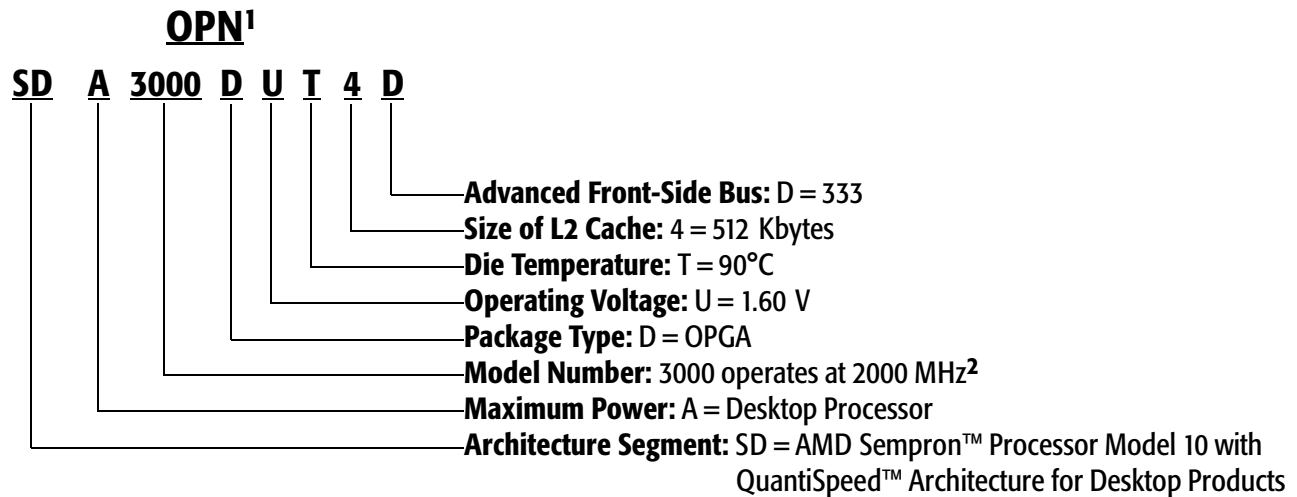 OPN1
SD A 3000 D U T 4 D
Advanced Front-Side Bus: D = 333
Size of L2 Cache: 4 = 512 Kbytes
Die Temperature: T = 90°C
Operating Voltage: U = 1.60 V
Package Type: D = OPGA
Model Number: 3000 operates at 2000 MHz2
Maximum Power: A = Desktop Processor
Architecture Segment: SD = AMD Sempron™ Processor Model 10 with
QuantiSpeed™ Architecture for Desktop Products